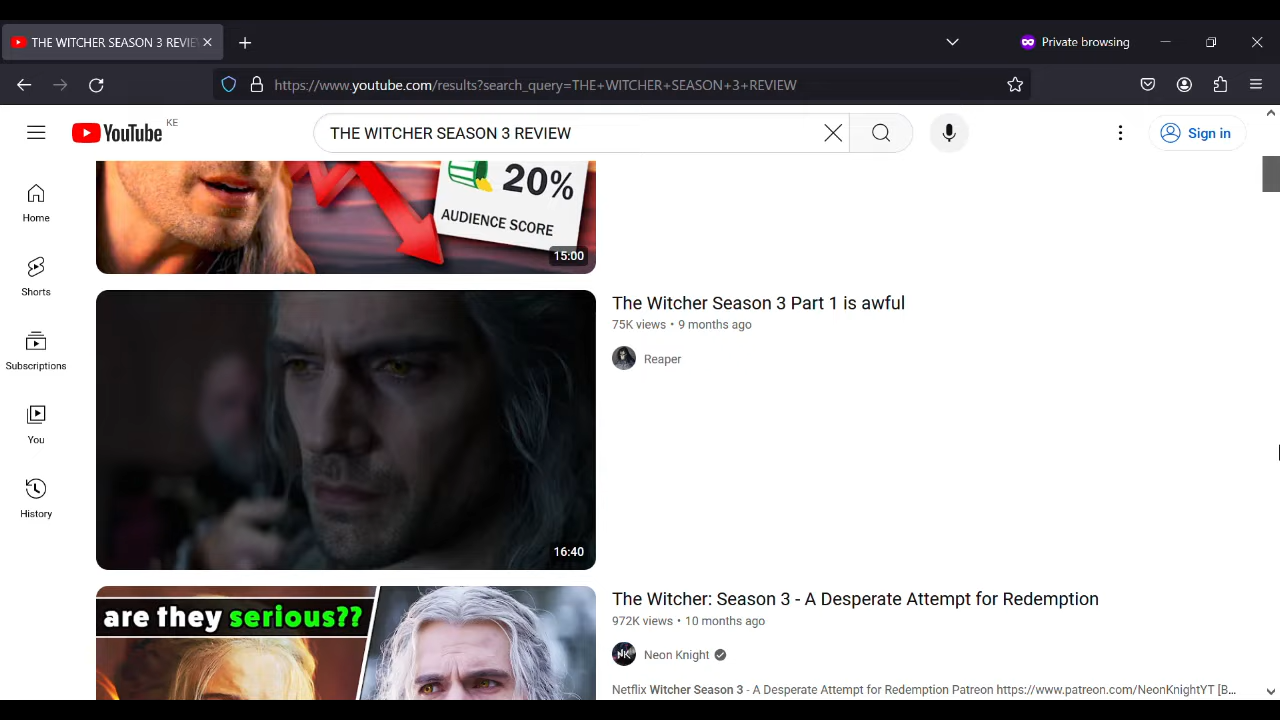 THE WITCHER SEASON 3 REVIE
Private browsing
https://www.youtube.com/results?search_query=THE+WITCHER+SEASON+3+REVIEW
YouTube KE
THE WITCHER SEASON 3 REVIEW
Sign in
Home
Shorts
Subscriptions
You
History
20%
AUDIENCE SCORE
15:00
The Witcher Season 3 Part 1 is awful
75K views • 9 months ago
Reaper
16:40
are they serious??
The Witcher: Season 3 - A Desperate Attempt for Redemption
972K views • 10 months ago
NK
Neon Knight
Netflix Witcher Season 3 - A Desperate Attempt for Redemption Patreon https://www.patreon.com/NeonKnightYT [B...